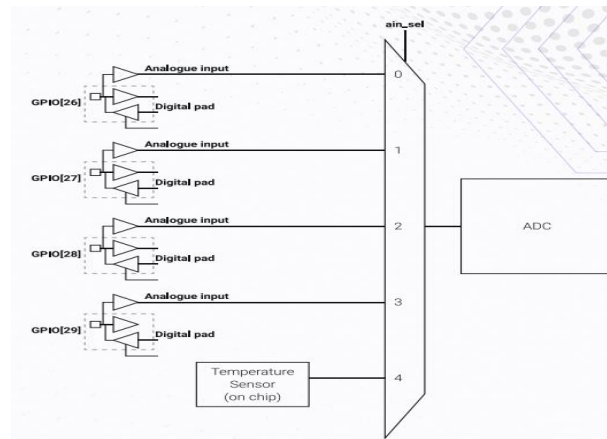 ain_sel
Analogue input
0
GPIO[26]
Digital pad
Analogue input
1
GPIO[27]
Digital pad
Analogue input
2
ADC
GPIO[28]
Digital pad
Analogue input
3
GPIO[29]
Digital pad
Temperature
Sensor
(on chip)
4